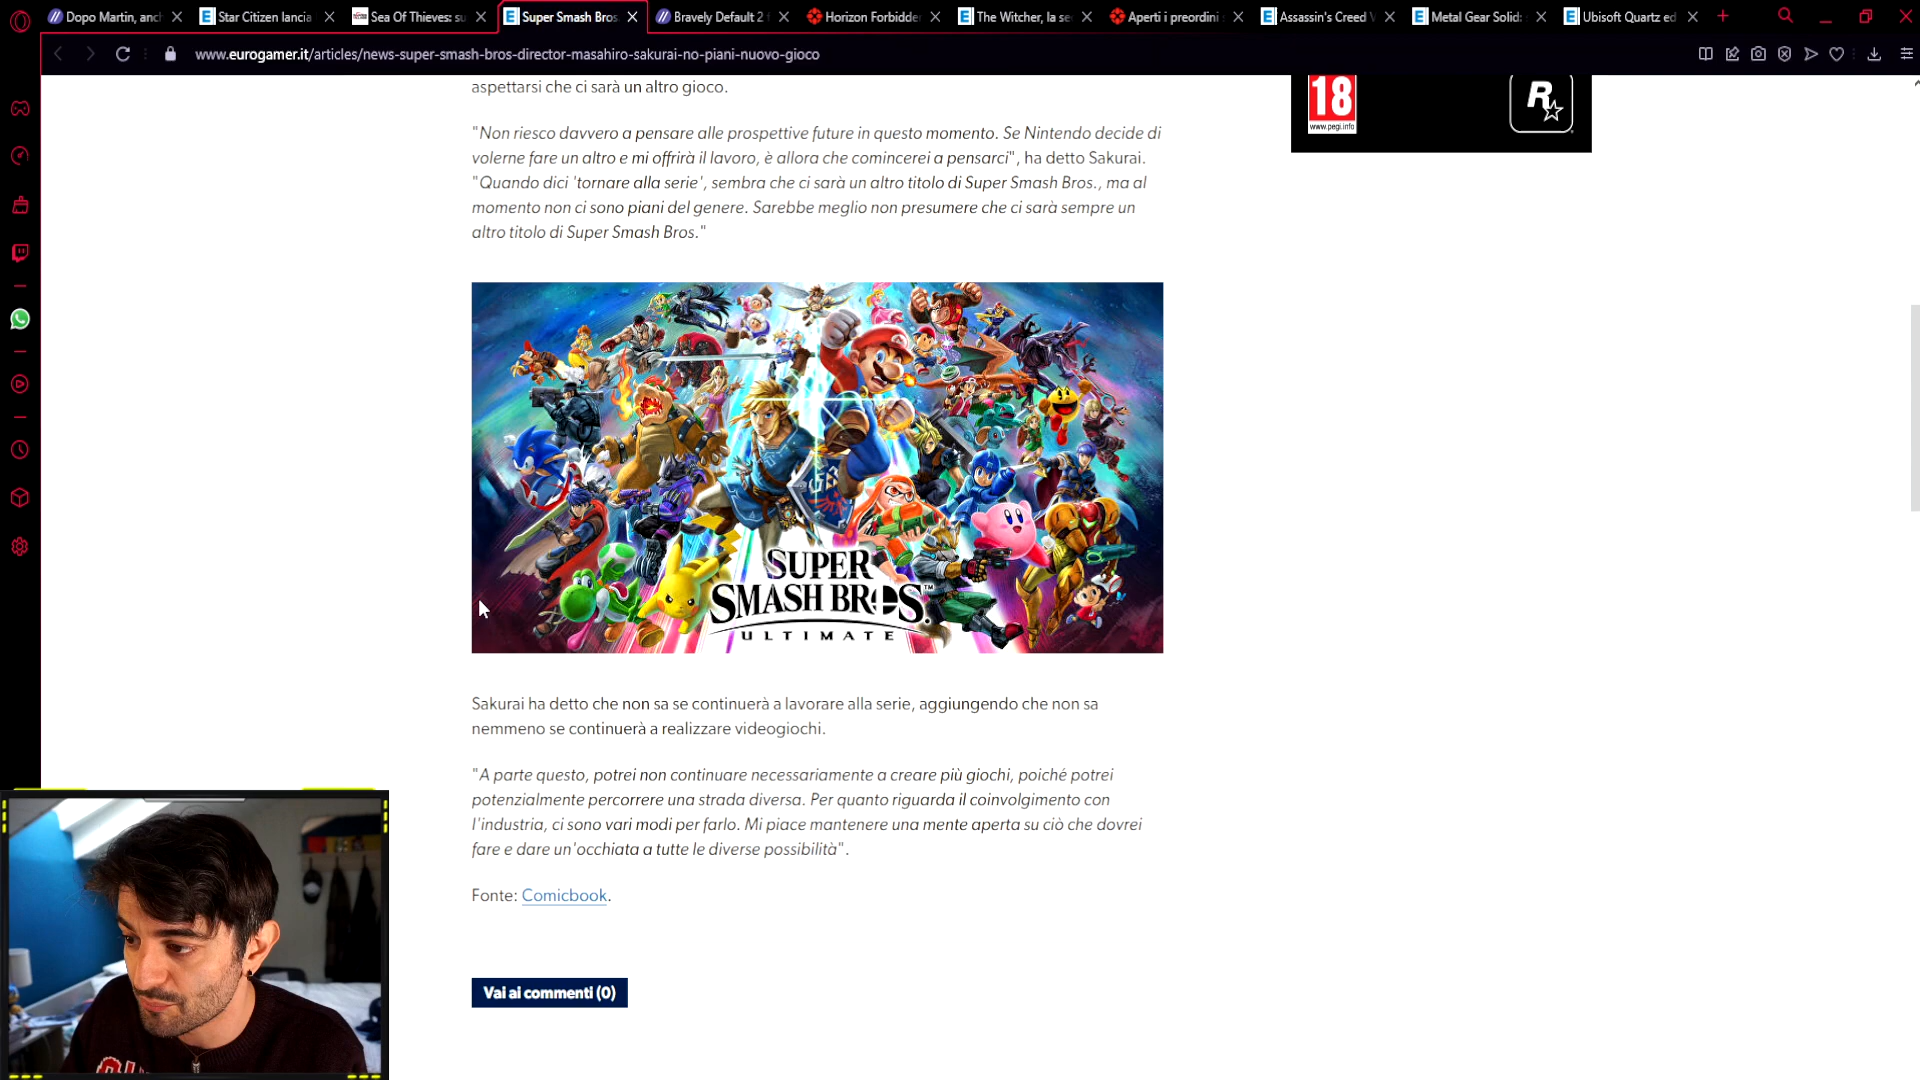 Dopo Martin, anch
Star Citizen lancia
Sea Of Thieves: su
Super Smash Bros.
Bravely Default 2
Horizon Forbidden
The Witcher, la se
Aperti i preordini
Assassin's Creed V
Metal Gear Solid:
Ubisoft Quartz ed
www.eurogamer.it/articles/news-super-smash-bros-director-masahiro-sakurai-no-piani-nuovo-gioco
aspettarsi che ci sarà un altro gioco.
"Non riesco davvero a pensare alle prospettive future in questo momento. Se Nintendo decide di
volerne fare un altro e mi offrirà il lavoro, è allora che comincerei a pensarci", ha detto Sakurai.
"Quando dici 'tornare alla serie', sembra che ci sarà un altro titolo di Super Smash Bros., ma al
momento non ci sono piani del genere. Sarebbe meglio non presumere che ci sarà sempre un
altro titolo di Super Smash Bros."
18
www.pegi.info
R
SUPER
SMASH BROS.™
ULTIMATE
Sakurai ha detto che non sa se continuerà a lavorare alla serie, aggiungendo che non sa
nemmeno se continuerà a realizzare videogiochi.
"A parte questo, potrei non continuare necessariamente a creare più giochi, poiché potrei
potenzialmente percorrere una strada diversa. Per quanto riguarda il coinvolgimento con
l'industria, ci sono vari modi per farlo. Mi piace mantenere una mente aperta su ciò che dovrei
fare e dare un'occhiata a tutte le diverse possibilità".
Fonte: Comicbook.
Vai ai commenti (0)